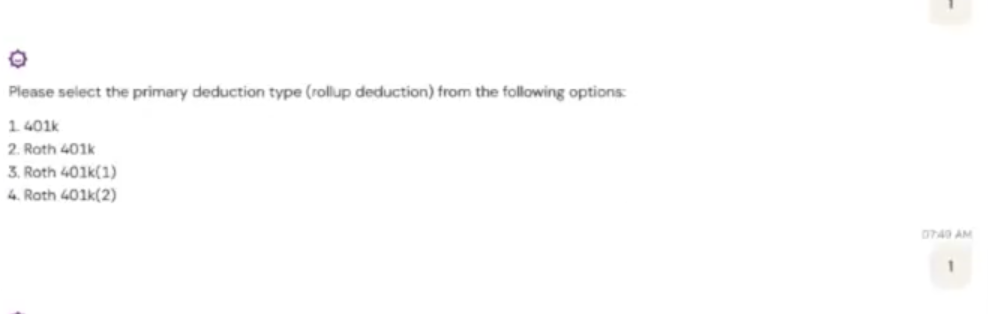 1
Please select the primary deduction type (rollup deduction) from the following options:
1. 401k
2. Roth 401k
3. Roth 401k(1)
4. Roth 401k(2)
07:49 AM
1